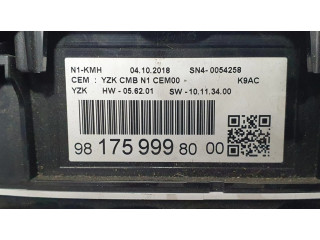 N1-KMH 04.10.2018 SN4-0054258
CEM : YZK CMB N1 CEM00 - K9AC
YZK HW - 05.62.01 SW - 10.11.34.00
98 175 999 80 00